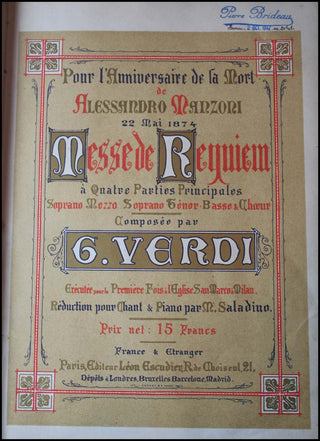 Pierre Brideau
Pour l'Anniversaire de la Mort
de
ALESSANDRO MANZONI
22 Mai 1874
Messe de Requiem
à Quatre Parties Principales
Soprano Mezzo Soprano Ténor Basse & Chœur
Composée par
G. VERDI
Exécutée pour la Première Fois à l'Eglise San Marco à Milan.
Réduction pour Chant & Piano par M. Saladino.
Prix net: 15 Francs
France & Etranger
Paris, Editeur Léon Escudier, R. de Choiseul, 21,
Dépôts à Londres, Bruxelles, Barcelone, Madrid.